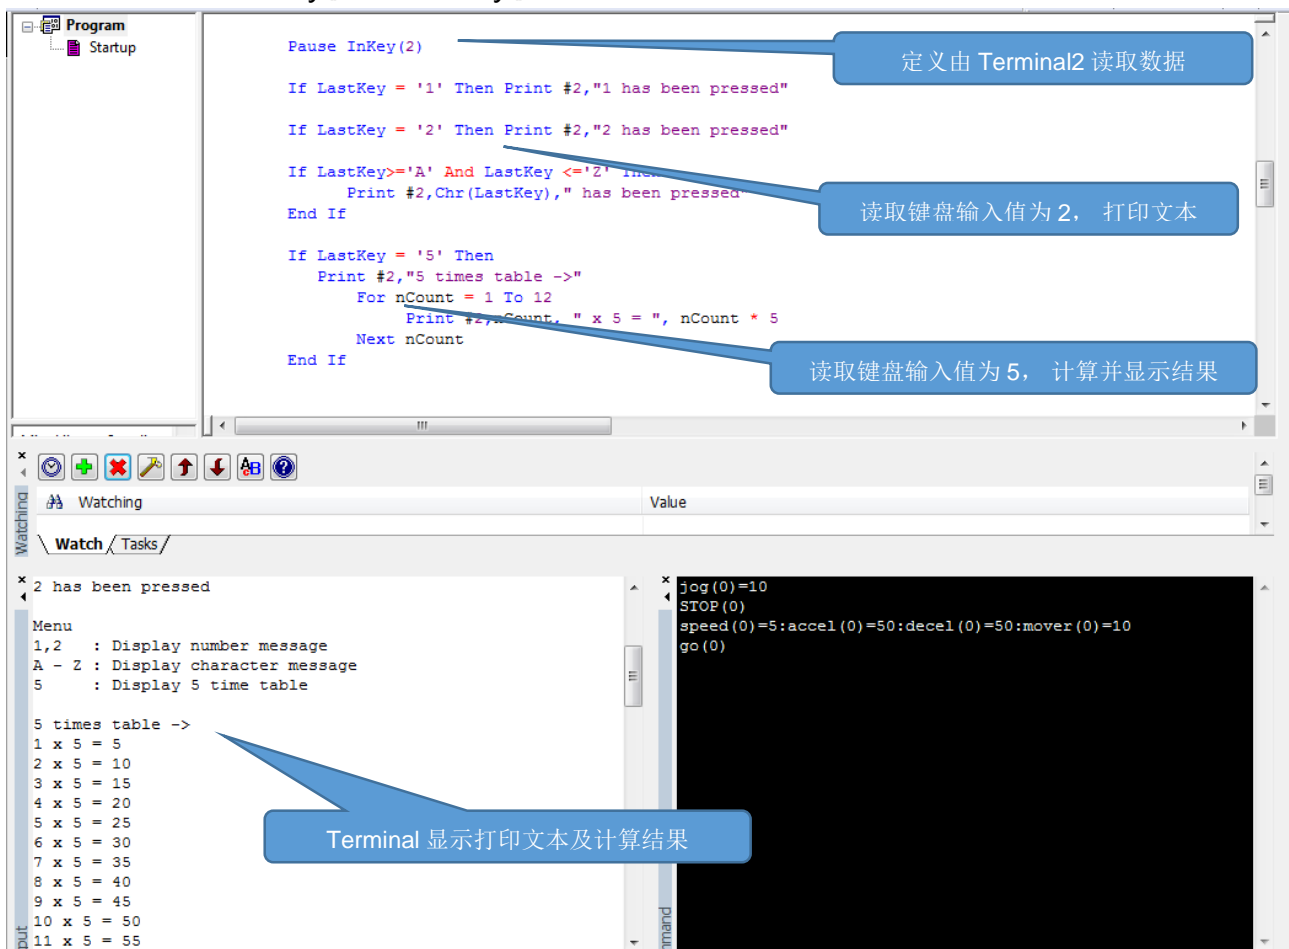 Program
Startup
Pause InKey(2)
定义由 Terminal2 读取数据
If LastKey = '1' Then Print #2,"1 has been pressed"
If LastKey = '2' Then Print #2,"2 has been pressed"
If LastKey>='A' And LastKey <='Z' Then
Print #2,Chr(LastKey)," has been pressed"
End If
读取键盘输入值为 2， 打印文本
If LastKey = '5' Then
Print #2,"5 times table ->"
For nCount = 1 To 12
Print #2,nCount, " x 5 = ", nCount * 5
Next nCount
End If
读取键盘输入值为 5， 计算并显示结果
Watching
Watching
Value
Watch
Tasks
2 has been pressed
Menu
1,2   : Display number message
A - Z : Display character message
5     : Display 5 time table
5 times table ->
1 x 5 = 5
2 x 5 = 10
3 x 5 = 15
4 x 5 = 20
5 x 5 = 25
6 x 5 = 30
7 x 5 = 35
8 x 5 = 40
9 x 5 = 45
10 x 5 = 50
11 x 5 = 55
Terminal 显示打印文本及计算结果
jog(0)=10
STOP(0)
speed(0)=5:accel(0)=50:decel(0)=50:mover(0)=10
go(0)